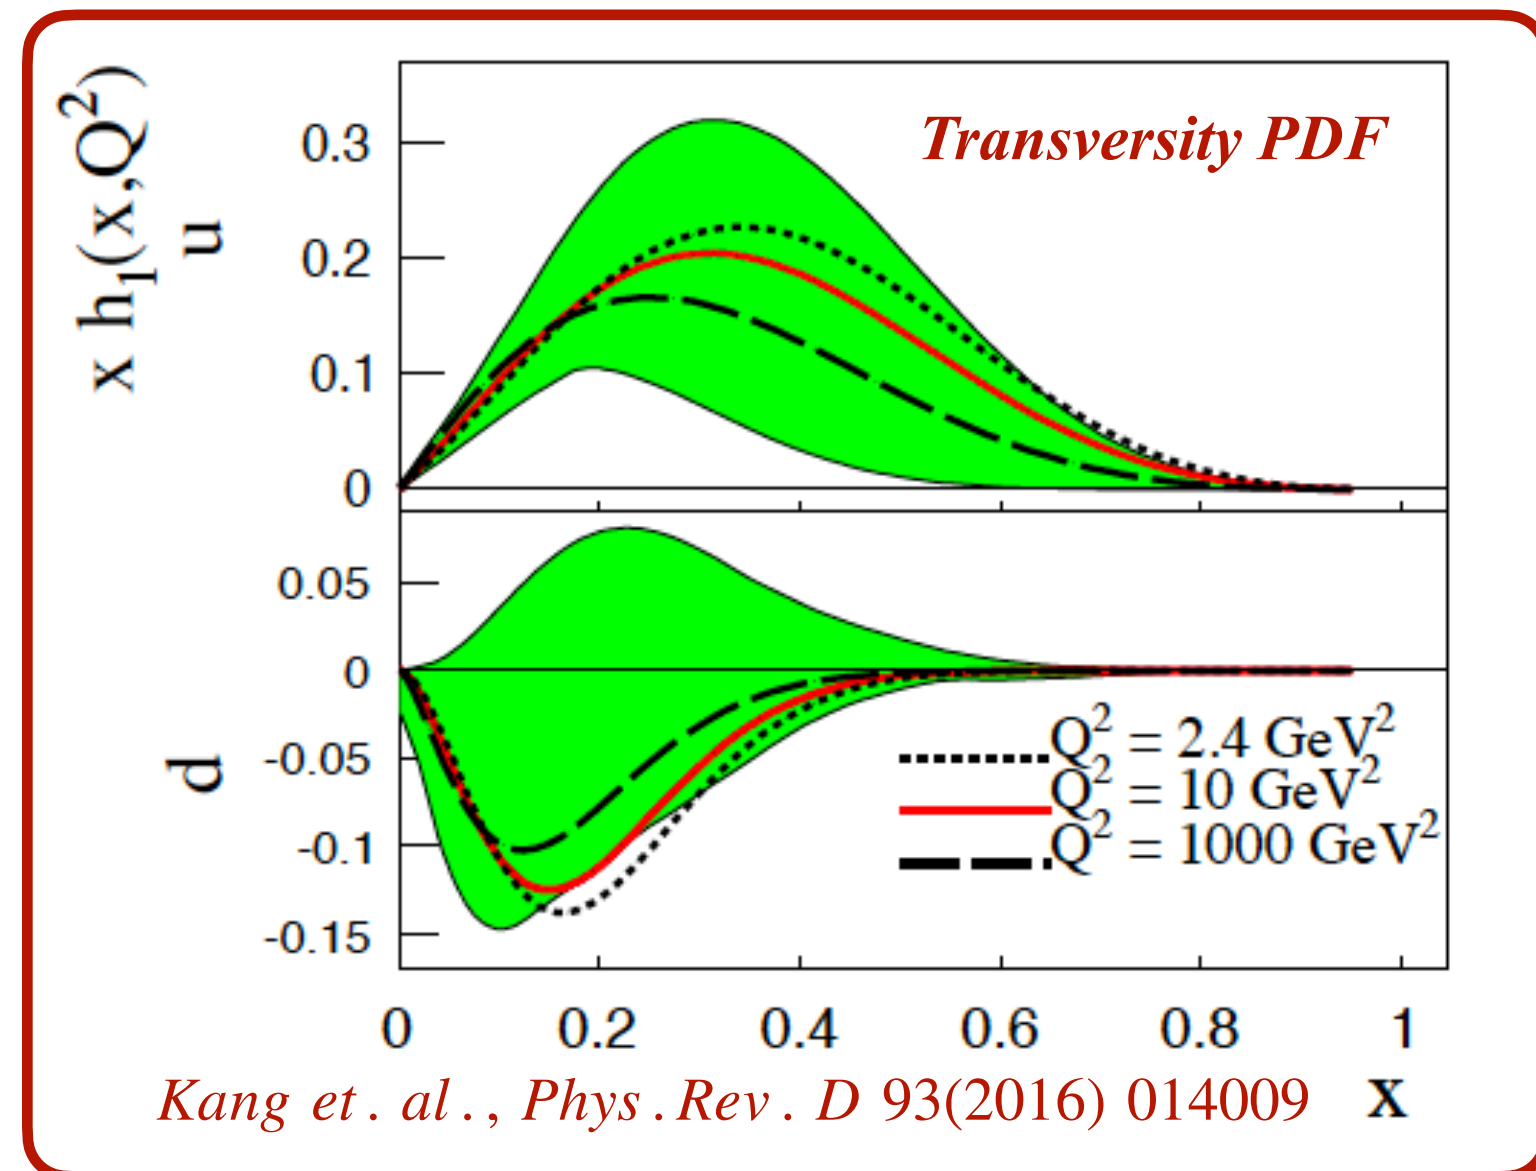 x h₁(x,Q²)
u
d
Transversity PDF
0.3
0.2
0.1
0
0.05
0
-0.05
-0.1
-0.15
Q² = 2.4 GeV²
Q² = 10 GeV²
Q² = 1000 GeV²
0 0.2 0.4 0.6 0.8 1
x
Kang et . al . , Phys . Rev . D 93(2016) 014009